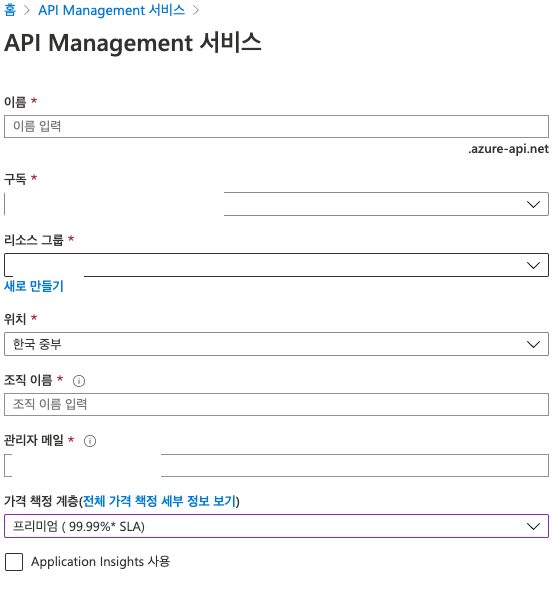 홈 > API Management 서비스 >
API Management 서비스
이름 *
이름 입력
.azure-api.net
구독 *
리소스 그룹 *
새로 만들기
위치 *
한국 중부
조직 이름 *
조직 이름 입력
관리자 메일 *
가격 책정 계층(전체 가격 책정 세부 정보 보기)
프리미엄 ( 99.99%* SLA)
Application Insights 사용